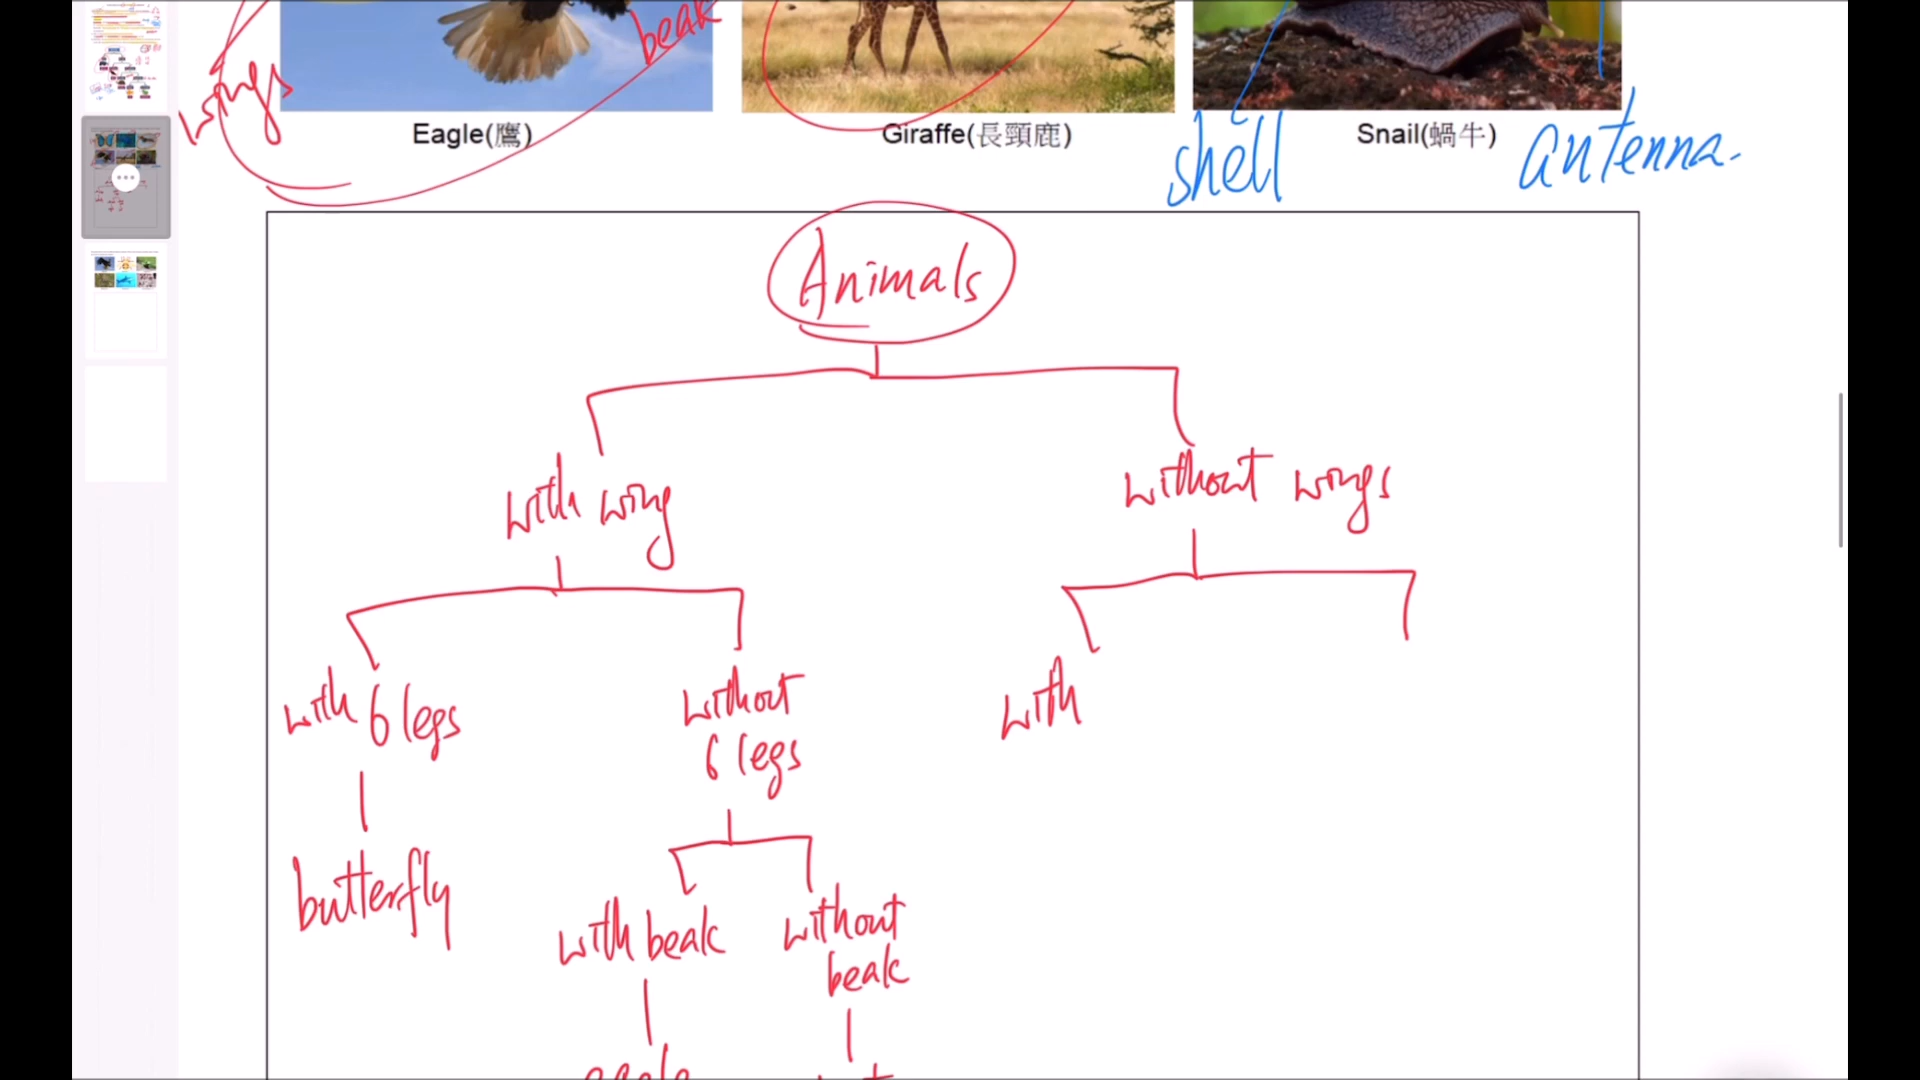 wings
beak
Eagle(鷹)
Giraffe(長頸鹿)
Snail(蝸牛)
shell
antenna.
Animals
with wing
without wings
with 6 legs
without
6 legs
with
butterfly
with beak
without
beak
eagle